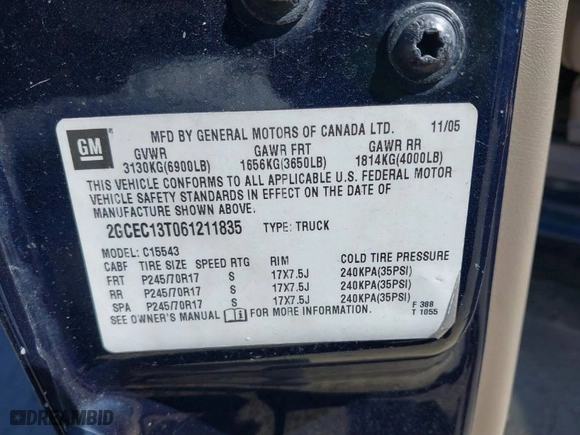 GM
MFD BY GENERAL MOTORS OF CANADA LTD. 11/05
GVWR GAWR FRT GAWR RR
3130KG(6900LB) 1656KG(3650LB) 1814KG(4000LB)
THIS VEHICLE CONFORMS TO ALL APPLICABLE U.S. FEDERAL MOTOR
VEHICLE SAFETY STANDARDS IN EFFECT ON THE DATE OF
MANUFACTURE SHOWN ABOVE.
2GCEC13T061211835 TYPE: TRUCK
MODEL: C15543
CABF TIRE SIZE SPEED RTG RIM COLD TIRE PRESSURE
FRT P245/70R17 S 17X7.5J 240KPA(35PSI)
RR P245/70R17 S 17X7.5J 240KPA(35PSI)
SPA P245/70R17 S 17X7.5J 240KPA(35PSI)
SEE OWNER'S MANUAL FOR MORE INFORMATION.
F 388
T 1055
DREAMBID